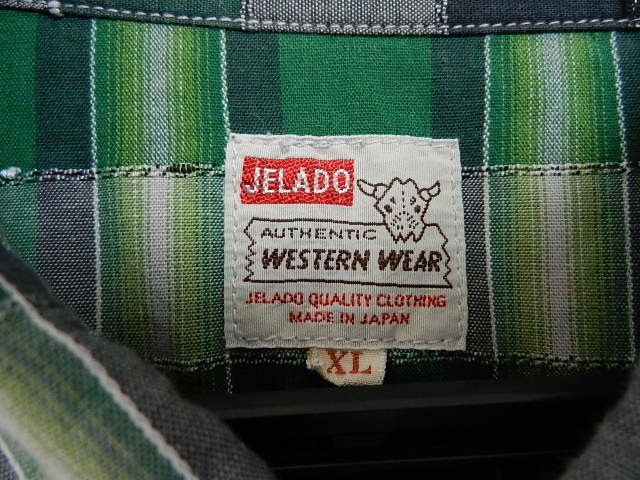 JELADO
AUTHENTIC
WESTERN WEAR
JELADO QUALITY CLOTHING
MADE IN JAPAN
XL